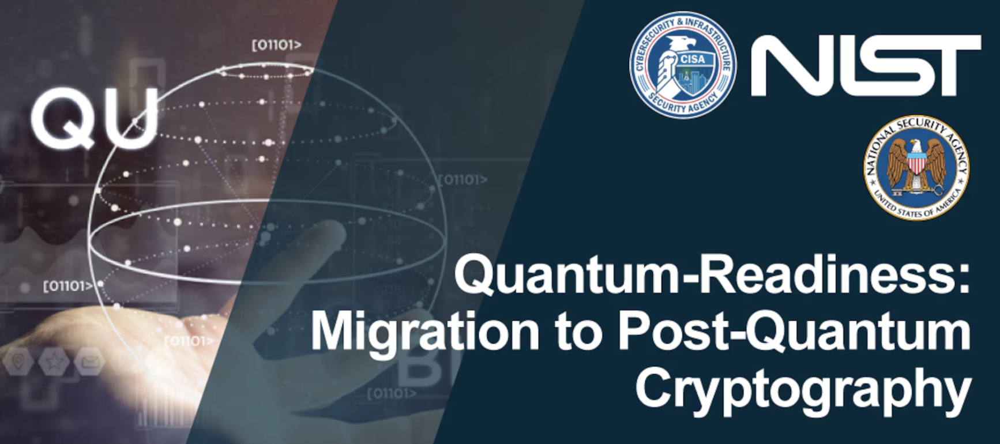 [01101>
QU
[01101>
[01101>
[01101>
[01101>
CYBERSECURITY & INFRASTRUCTURE
CISA
SECURITY AGENCY
NIST
NATIONAL SECURITY AGENCY
UNITED STATES OF AMERICA
Quantum-Readiness:
Migration to Post-Quantum
Cryptography